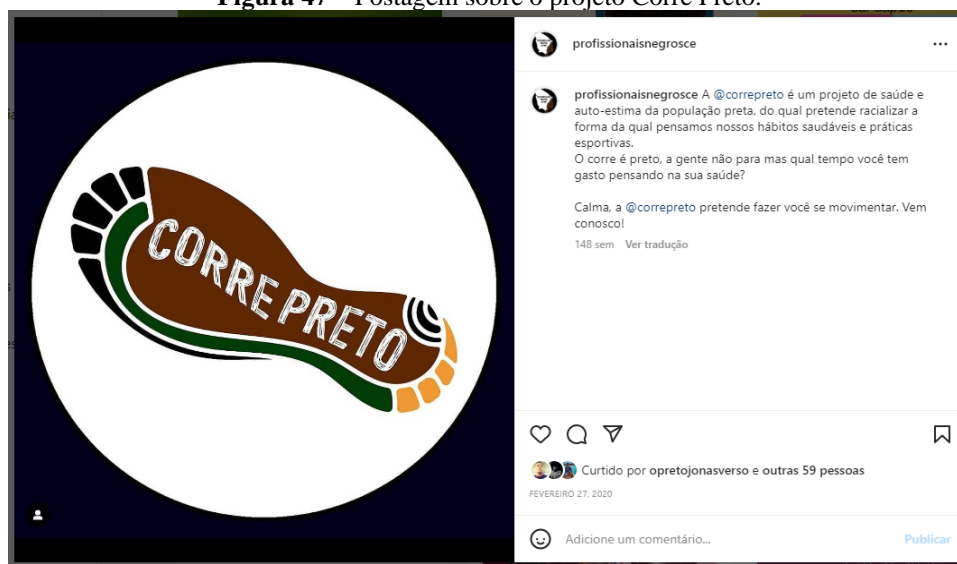 Figura 47 – Postagem sobre o projeto Corre Preto.
CORRE PRETO
profissionaisnegrosce
profissionaisnegrosce A @correpreto é um projeto de saúde e
auto-estima da população preta, do qual pretende racializar a
forma da qual pensamos nossos hábitos saudáveis e práticas
esportivas.
O corre é preto, a gente não para mas qual tempo você tem
gasto pensando na sua saúde?
Calma, a @correpreto pretende fazer você se movimentar. Vem
conosco!
148 sem Ver tradução
Curtido por opretojonasverso e outras 59 pessoas
FEVEREIRO 27, 2020
Adicione um comentário...
Publicar